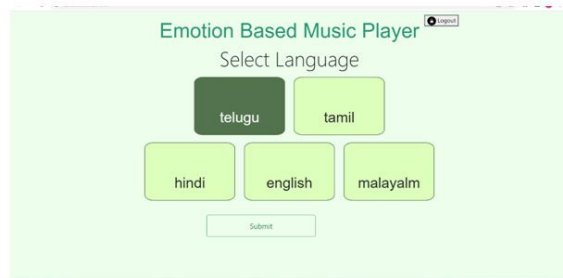 Emotion Based Music Player
Logout
Select Language
telugu
tamil
hindi
english
malayalm
Submit